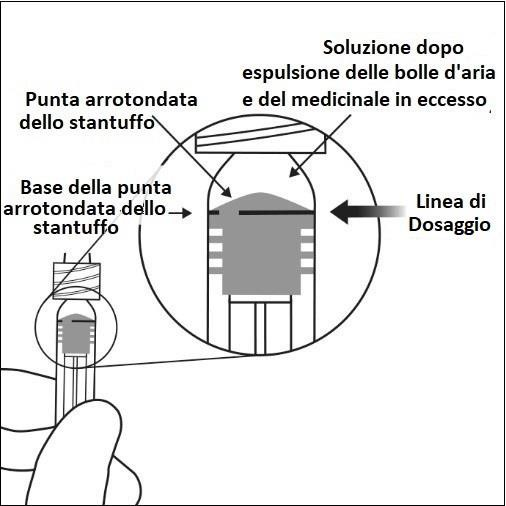 Soluzione dopo
espulsione delle bolle d'aria
e del medicinale in eccesso
Punta arrotondata
dello stantuffo
Base della punta
arrotondata dello
stantuffo
Linea di
Dosaggio